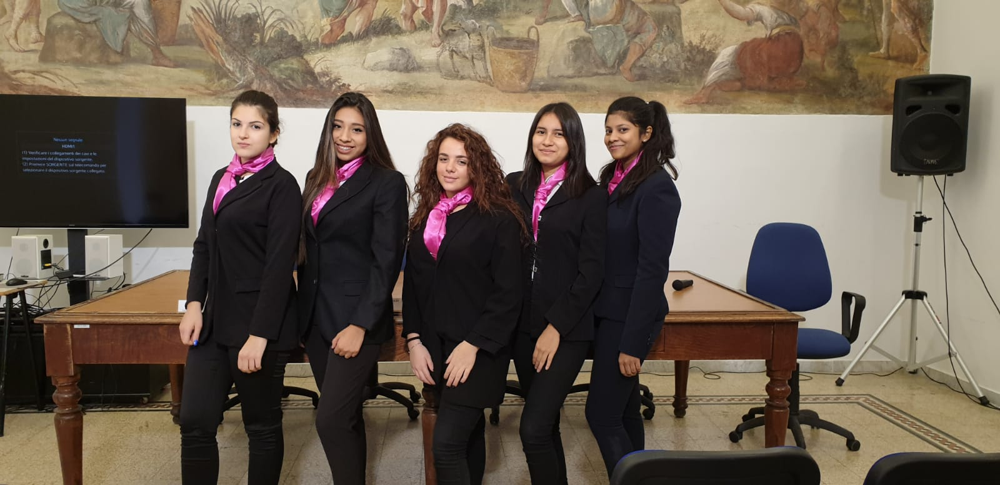 Nessun segnale
HDMI1
(1) Verificare i collegamenti dei cavi e le
impostazioni del dispositivo sorgente.
(2) Premere SORGENTE sul telecomando per
selezionare il dispositivo sorgente collegato.